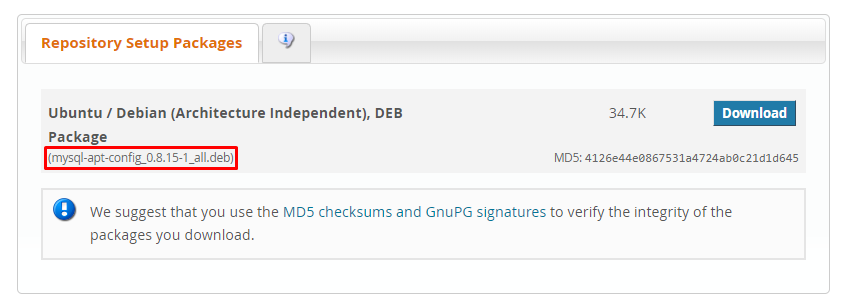 Repository Setup Packages
Ubuntu / Debian (Architecture Independent), DEB
Package
34.7K
Download
(mysql-apt-config_0.8.15-1_all.deb)
MD5: 4126e44e0867531a4724ab0c21d1d645
We suggest that you use the MD5 checksums and GnuPG signatures to verify the integrity of the
packages you download.